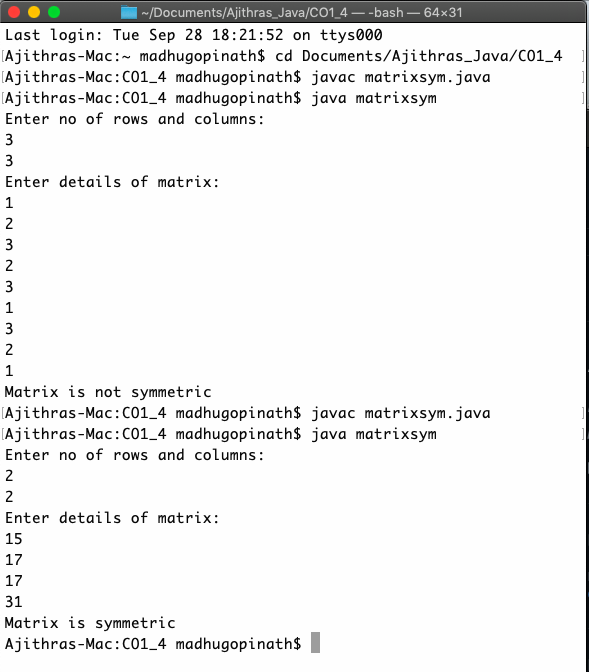 ~/Documents/Ajithras_Java/CO1_4 — -bash — 64×31
Last login: Tue Sep 28 18:21:52 on ttys000
[Ajithras-Mac:~ madhugopinath$ cd Documents/Ajithras_Java/CO1_4 ]
[Ajithras-Mac:CO1_4 madhugopinath$ javac matrixsym.java ]
[Ajithras-Mac:CO1_4 madhugopinath$ java matrixsym ]
Enter no of rows and columns:
3
3
Enter details of matrix:
1
2
3
2
3
1
3
2
1
Matrix is not symmetric
[Ajithras-Mac:CO1_4 madhugopinath$ javac matrixsym.java ]
[Ajithras-Mac:CO1_4 madhugopinath$ java matrixsym ]
Enter no of rows and columns:
2
2
Enter details of matrix:
15
17
17
31
Matrix is symmetric
Ajithras-Mac:CO1_4 madhugopinath$